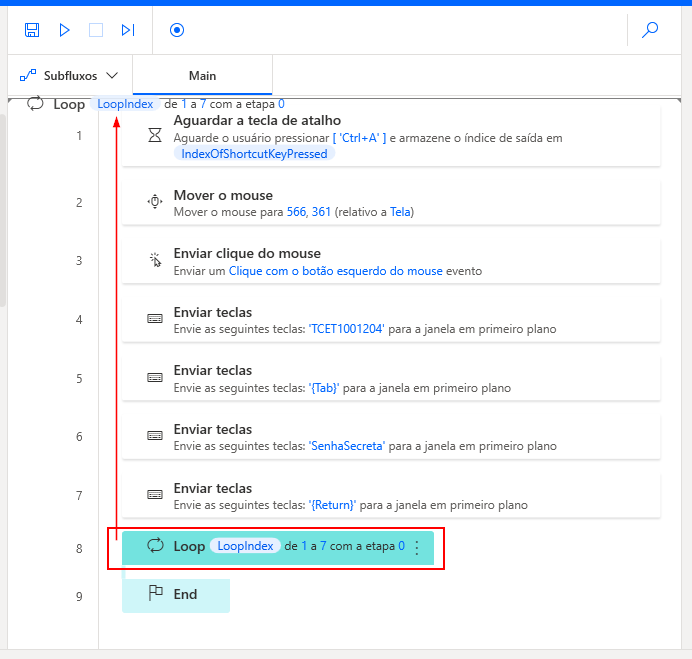 Subfluxos
Main
Loop LoopIndex de 1 a 7 com a etapa 0
1
Aguardar a tecla de atalho
Aguarde o usuário pressionar [ 'Ctrl+A' ] e armazene o índice de saída em
IndexOfShortcutKeyPressed
2
Mover o mouse
Mover o mouse para 566, 361 (relativo a Tela)
3
Enviar clique do mouse
Enviar um Clique com o botão esquerdo do mouse evento
4
Enviar teclas
Envie as seguintes teclas: 'TCET1001204' para a janela em primeiro plano
5
Enviar teclas
Envie as seguintes teclas: '{Tab}' para a janela em primeiro plano
6
Enviar teclas
Envie as seguintes teclas: 'SenhaSecreta' para a janela em primeiro plano
7
Enviar teclas
Envie as seguintes teclas: '{Return}' para a janela em primeiro plano
8
Loop LoopIndex de 1 a 7 com a etapa 0
9
End